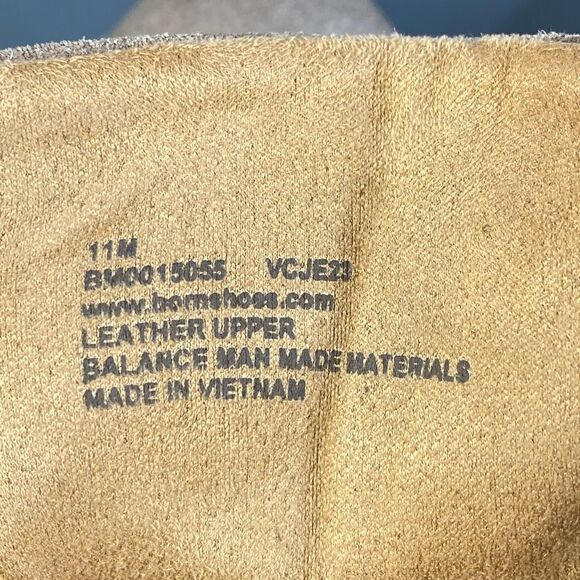 11M
BM0015055 VCJE23
www.bornshoes.com
LEATHER UPPER
BALANCE MAN MADE MATERIALS
MADE IN VIETNAM